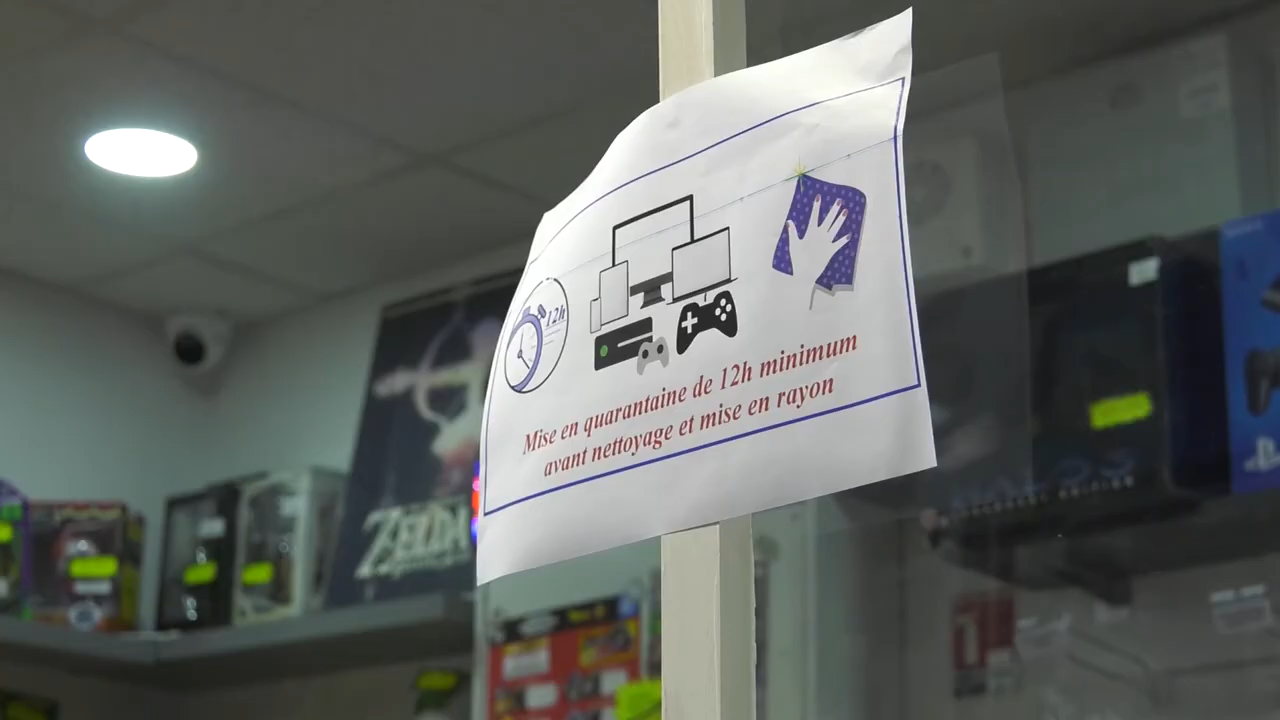 12h
Mise en quarantaine de 12h minimum
avant nettoyage et mise en rayon
ZELDA